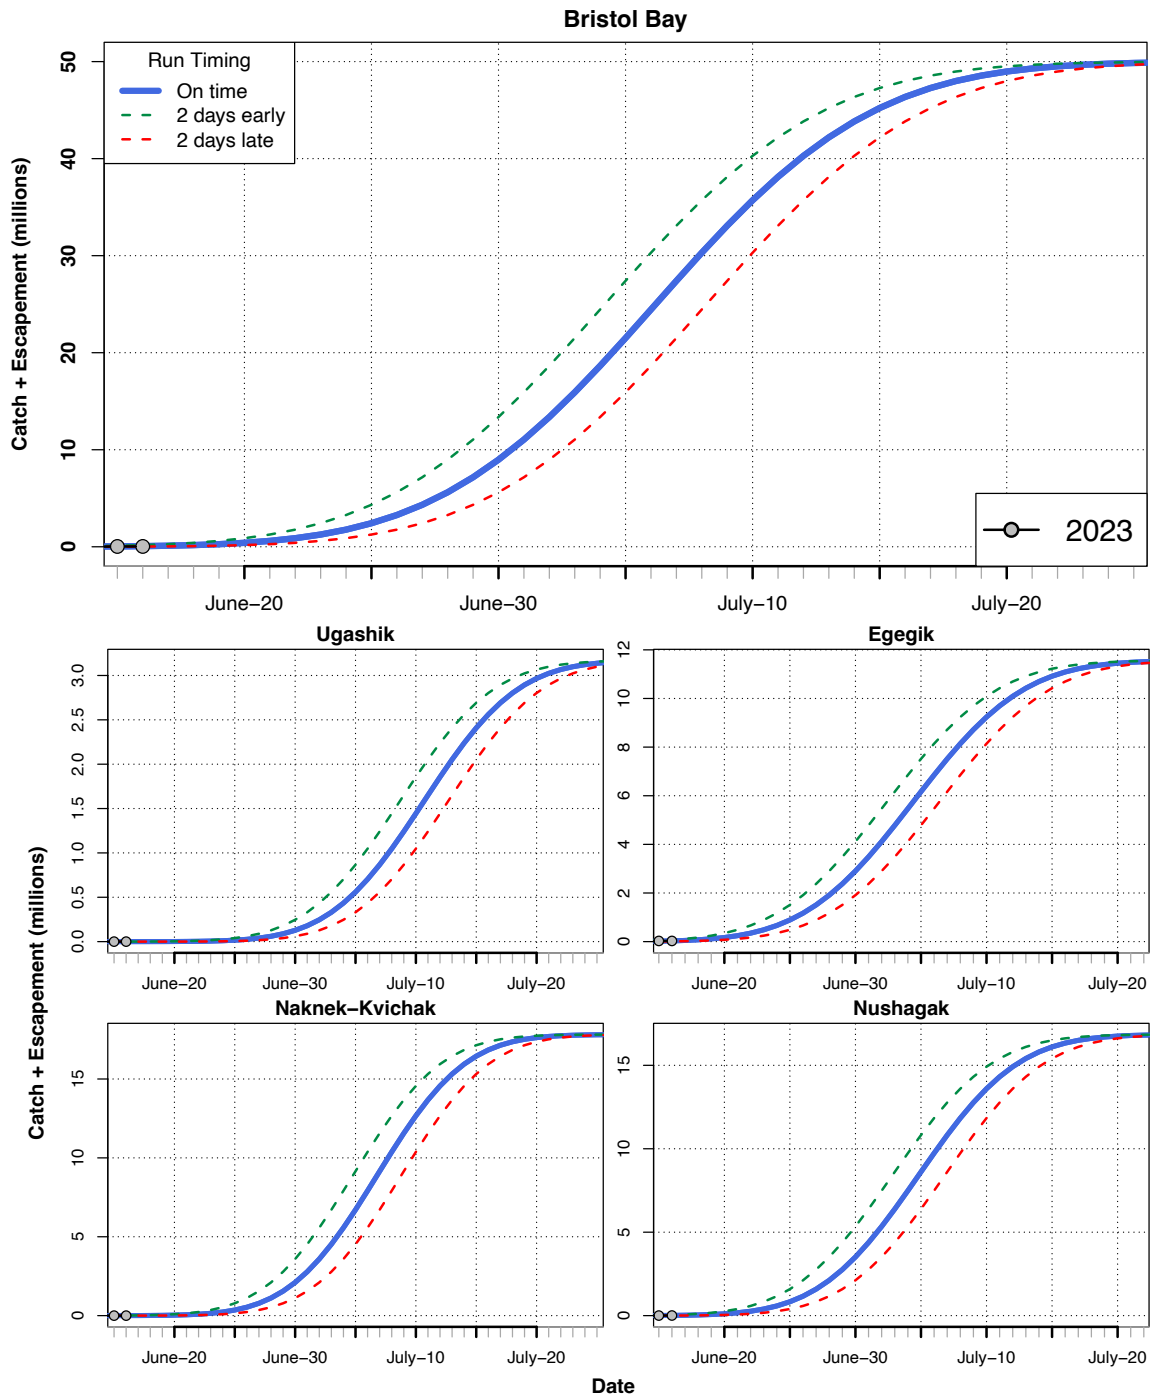 Bristol Bay
Run Timing
On time
2 days early
2 days late
Catch + Escapement (millions)
50
40
30
20
10
0
2023
June−20 June−30 July−10 July−20
Ugashik
3.0
2.5
2.0
1.5
1.0
0.5
0.0
June−20 June−30 July−10 July−20
Egegik
12
10
8
6
4
2
0
June−20 June−30 July−10 July−20
Catch + Escapement (millions)
Naknek−Kvichak
15
10
5
0
June−20 June−30 July−10 July−20
Nushagak
15
10
5
0
June−20 June−30 July−10 July−20
Date